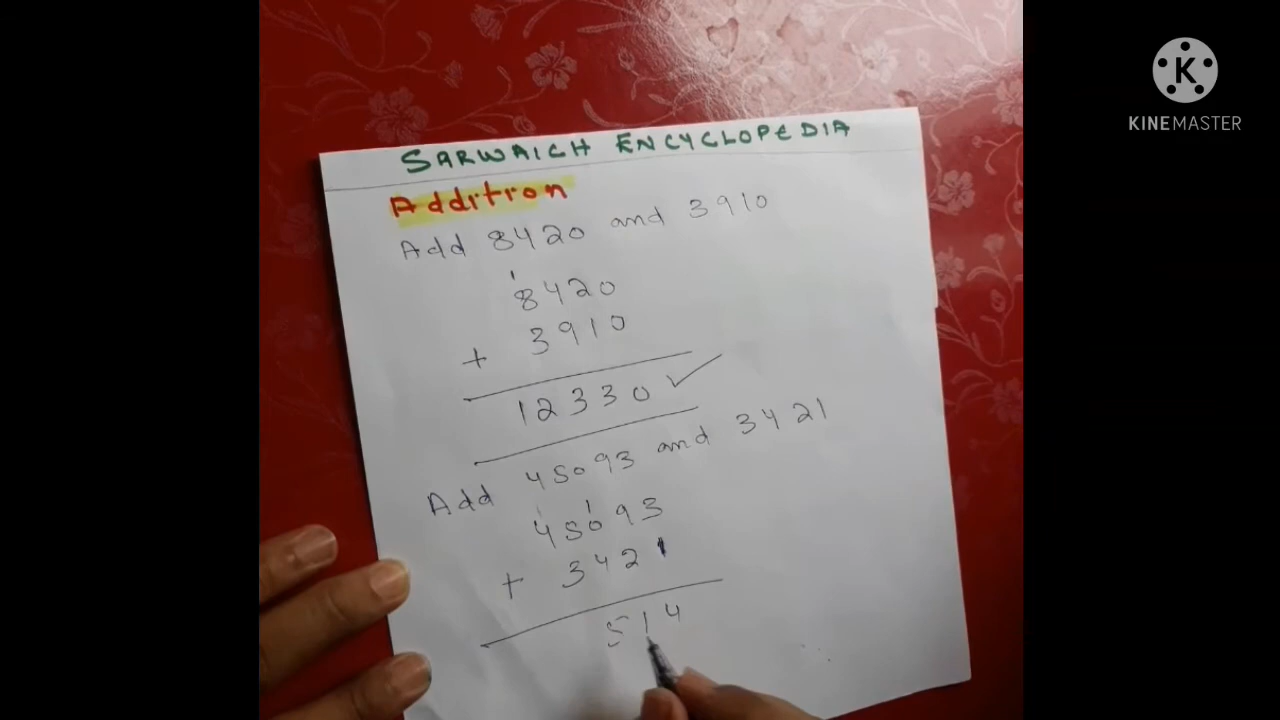 SARWAICH ENCYCLOPEDIA
Addition
Add 8420 and 3910
1
8420
+ 3910
12330 ✓
Add 45093 and 3421
1
45093
+ 3421
514
K
KINEMASTER